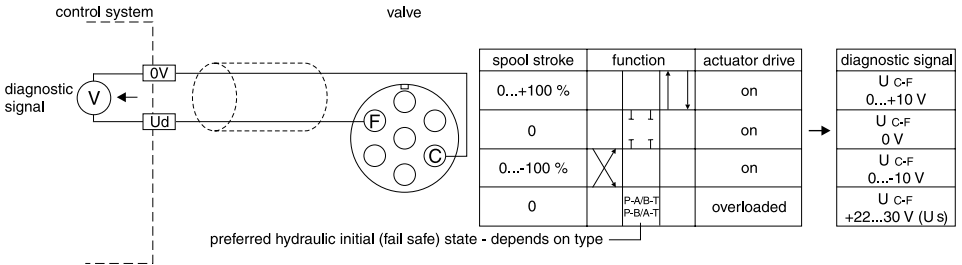 control system
valve
diagnostic
signal
V
0V
Ud
F
C
spool stroke function actuator drive
0...+100 % on
0 on
0...-100 % on
0 P-A/B-T P-B/A-T overloaded
diagnostic signal
U C-F
0...+10 V
U C-F
0 V
U C-F
0...-10 V
U C-F
+22...30 V (Us)
preferred hydraulic initial (fail safe) state - depends on type